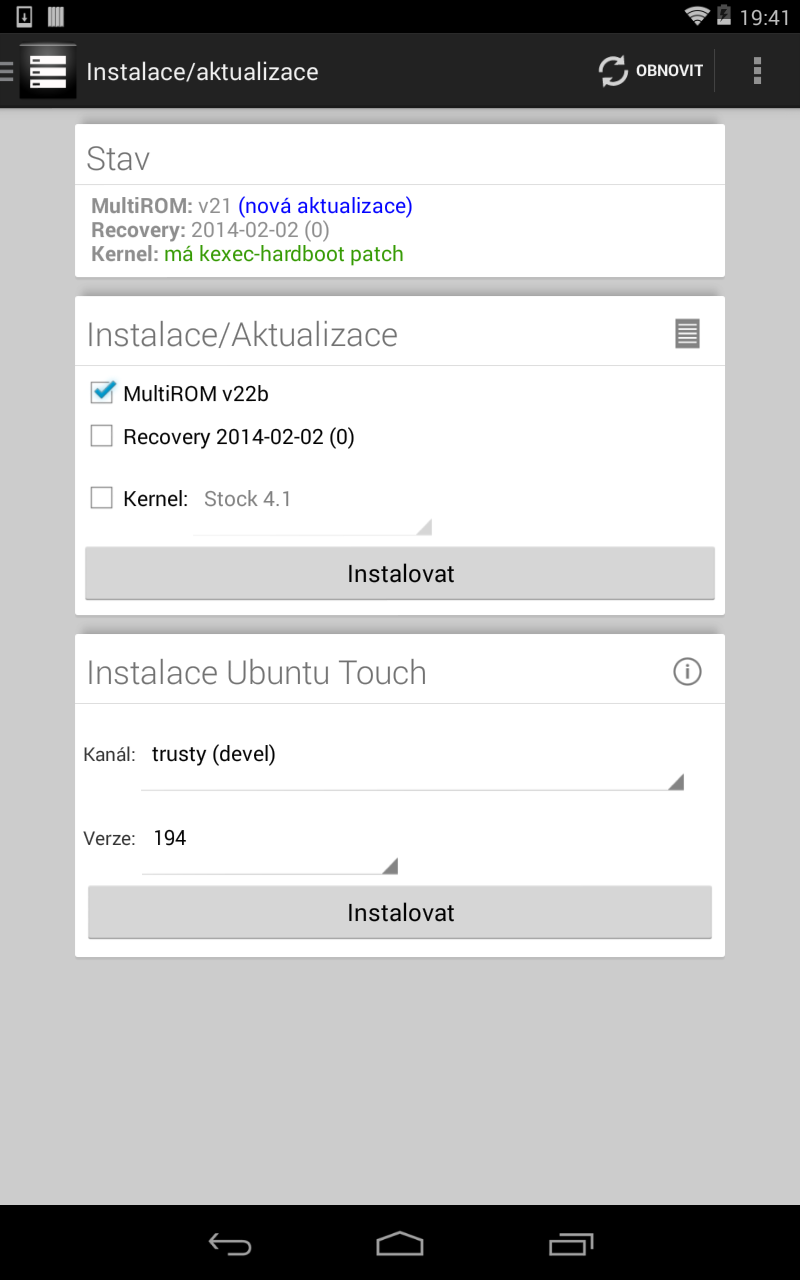 19:41
Instalace/aktualizace
OBNOVIT
Stav
MultiROM: v21 (nová aktualizace)
Recovery: 2014-02-02 (0)
Kernel: má kexec-hardboot patch
Instalace/Aktualizace
MultiROM v22b
Recovery 2014-02-02 (0)
Kernel: Stock 4.1
Instalovat
Instalace Ubuntu Touch
Kanál: trusty (devel)
Verze: 194
Instalovat